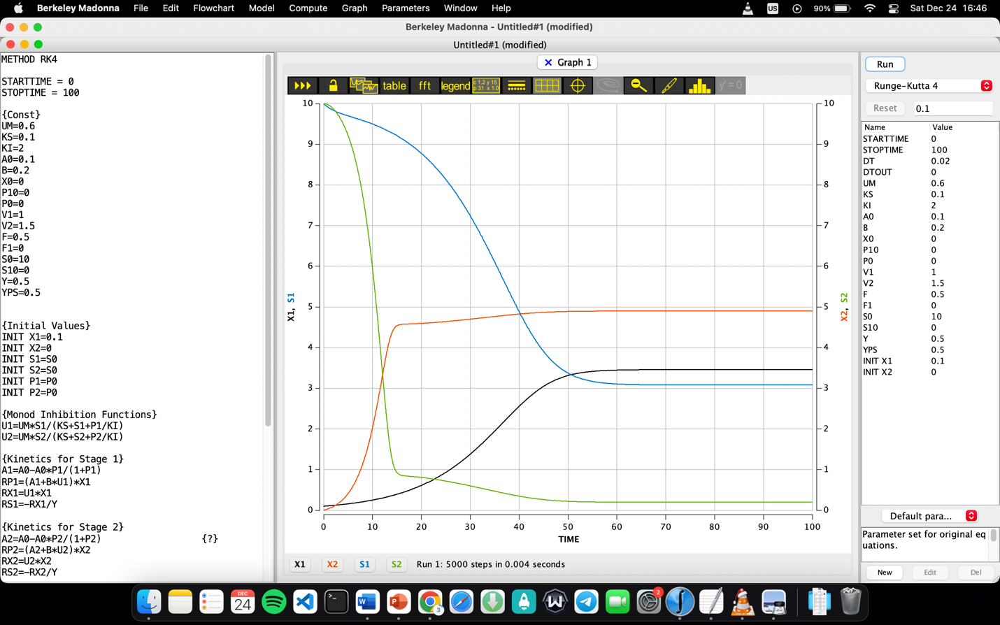 Berkeley Madonna File Edit Flowchart Model Compute Graph Parameters Window Help US 90% Sat Dec 24 16:46
Berkeley Madonna - Untitled#1 (modified)
Untitled#1 (modified)
METHOD RK4
STARTTIME = 0
STOPTIME = 100
{Const}
UM=0.6
KS=0.1
KI=2
A0=0.1
B=0.2
X0=0
P10=0
P0=0
V1=1
V2=1.5
F=0.5
F1=0
S0=10
S10=0
Y=0.5
YPS=0.5
{Initial Values}
INIT X1=0.1
INIT X2=0
INIT S1=S0
INIT S2=S0
INIT P1=P0
INIT P2=P0
{Monod Inhibition Functions}
U1=UM*S1/(KS+S1+P1/KI)
U2=UM*S2/(KS+S2+P2/KI)
{Kinetics for Stage 1}
A1=A0-A0*P1/(1+P1)
RP1=(A1+B*U1)*X1
RX1=U1*X1
RS1=-RX1/Y
{Kinetics for Stage 2}
A2=A0-A0*P2/(1+P2) {?}
RP2=(A2+B*U2)*X2
RX2=U2*X2
RS2=-RX2/Y
Graph 1
table fft legend c 1.2 y 15 p 31 x 1.0 y' = 0
10
9
8
7
6
5
4
3
2
1
0
X1, S1
10
9
8
7
6
5
4
3
2
1
0
X2, S2
0 10 20 30 40 50 60 70 80 90 100
TIME
X1 X2 S1 S2 Run 1: 5000 steps in 0.004 seconds
Run
Runge-Kutta 4
Reset 0.1
Name Value
STARTTIME 0
STOPTIME 100
DT 0.02
DTOUT 0
UM 0.6
KS 0.1
KI 2
A0 0.1
B 0.2
X0 0
P10 0
P0 0
V1 1
V2 1.5
F 0.5
F1 0
S0 10
S10 0
Y 0.5
YPS 0.5
INIT X1 0.1
INIT X2 0
Default para...
Parameter set for original eq
uations.
New Edit Del
DEC
24
W
P
3
W
2